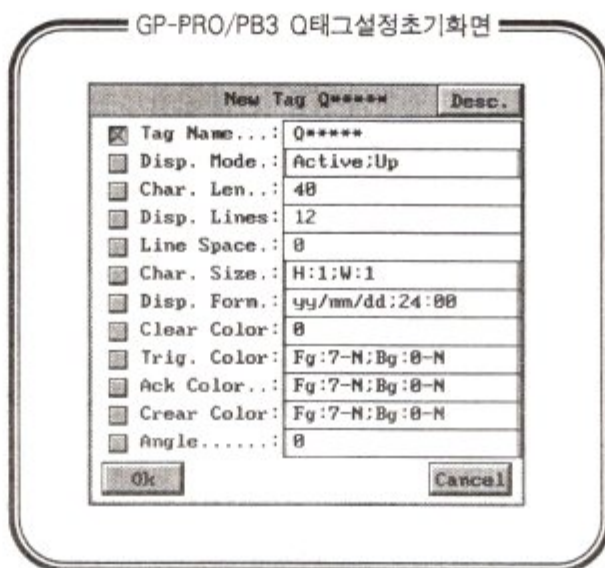 GP-PRO/PB3 Q태그설정초기화면
New Tag Q***** Desc.
Tag Name...: Q*****
Disp. Mode.: Active;Up
Char. Len..: 40
Disp. Lines: 12
Line Space.: 0
Char. Size.: H:1;W:1
Disp. Form.: yy/mm/dd;24:00
Clear Color: 0
Trig. Color: Fg:7-N;Bg:0-N
Ack Color..: Fg:7-N;Bg:0-N
Crear Color: Fg:7-N;Bg:0-N
Angle......: 0
Ok Cancel